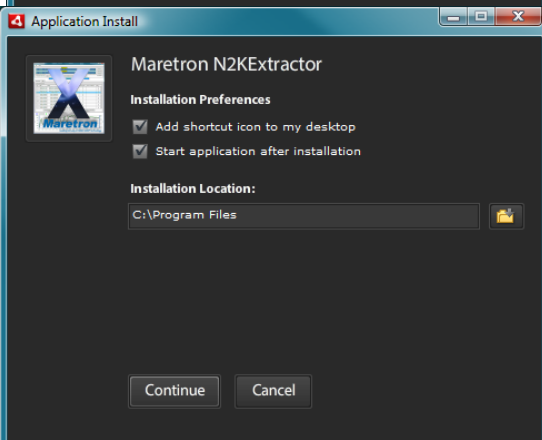 Application Install
Maretron N2KExtractor
Maretron
Installation Preferences
Add shortcut icon to my desktop
Start application after installation
Installation Location:
C:\Program Files
Continue
Cancel